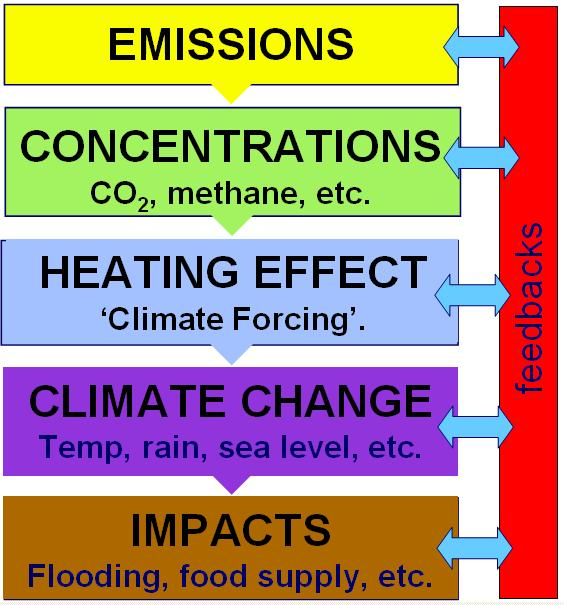 EMISSIONS
CONCENTRATIONS
CO₂, methane, etc.
HEATING EFFECT
‘Climate Forcing’.
CLIMATE CHANGE
Temp, rain, sea level, etc.
IMPACTS
Flooding, food supply, etc.
feedbacks